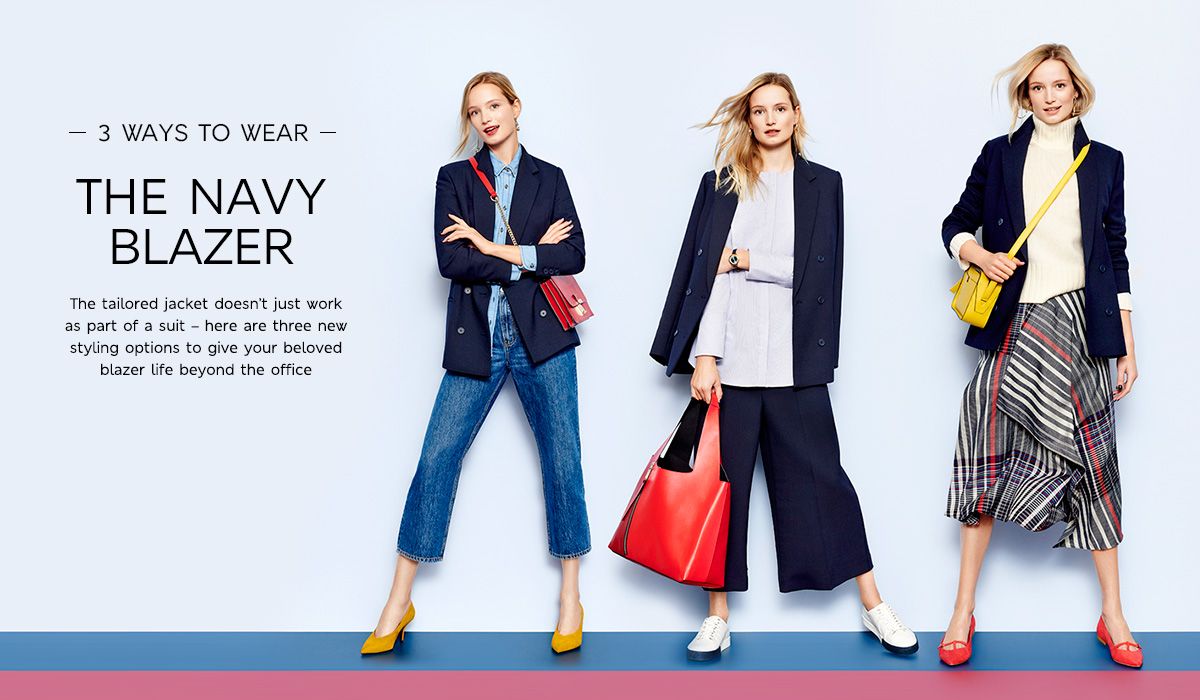 — 3 WAYS TO WEAR —
THE NAVY
BLAZER
The tailored jacket doesn't just work
as part of a suit – here are three new
styling options to give your beloved
blazer life beyond the office